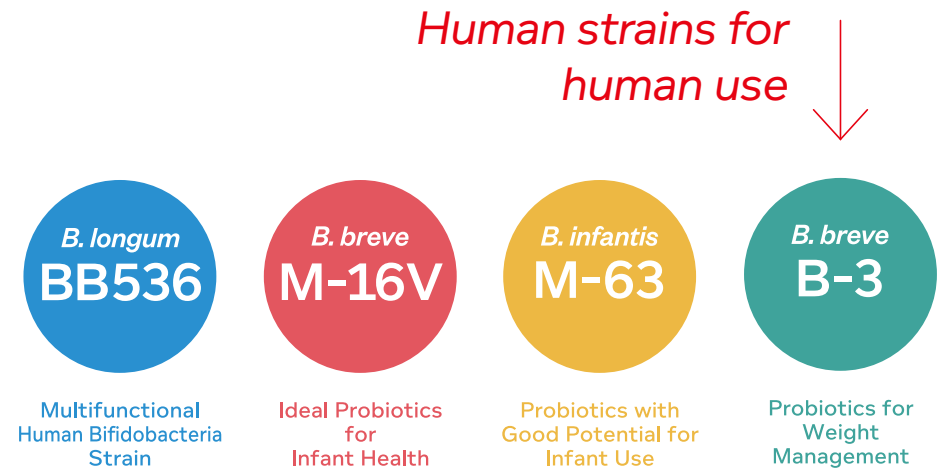 Human strains for
human use
B. longum
BB536
B. breve
M-16V
B. infantis
M-63
B. breve
B-3
Multifunctional
Human Bifidobacteria
Strain
Ideal Probiotics
for
Infant Health
Probiotics with
Good Potential for
Infant Use
Probiotics for
Weight
Management